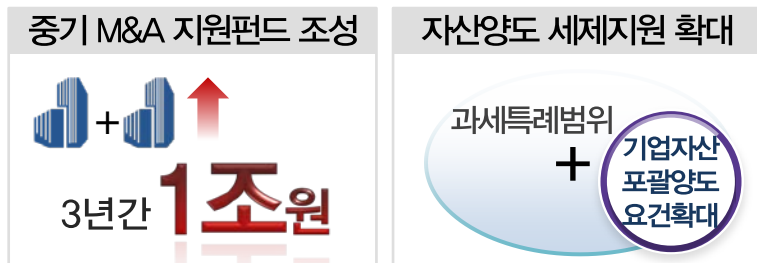 중기 M&A 지원펀드 조성
+
3년간 1조원
자산양도 세제지원 확대
과세특례범위
+
기업자산
포괄양도
요건확대